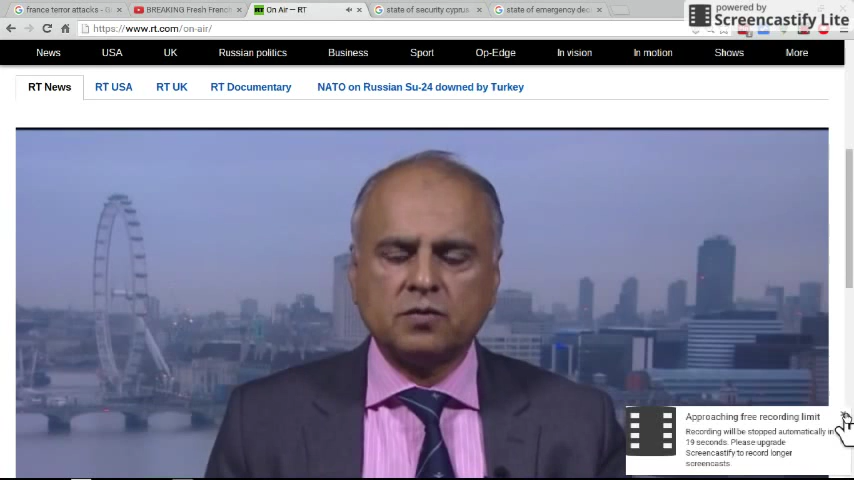 powered by
Screencastify Lite
france terror attacks - G
BREAKING Fresh French
RT
On Air — RT
state of security cyprus
state of emergency dec
https://www.rt.com/on-air/
News USA UK Russian politics Business Sport Op-Edge In vision In motion Shows More
RT News RT USA RT UK RT Documentary NATO on Russian Su-24 downed by Turkey
Approaching free recording limit
Recording will be stopped automatically in
19 seconds. Please upgrade
Screencastify to record longer
screencasts.